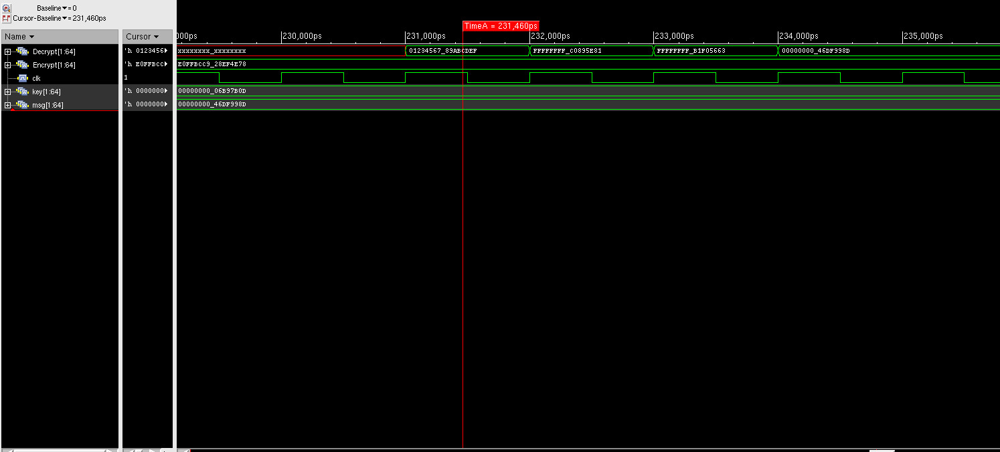 Baseline▼= 0
Cursor-Baseline▼= 231,460ps
TimeA = 231,460ps
Name▼ Cursor▼ 000ps 230,000ps 231,000ps 232,000ps 233,000ps 234,000ps 235,000ps
Decrypt[1:64] 'h 0123456▶ xxxxxxxx_xxxxxxxx 01234567_89ABCDEF FFFFFFFF_C0895E81 FFFFFFFF_B1F05663 00000000_46DF998D
Encrypt[1:64] 'h E0FFBCC▶ E0FFBCC9_28EF4E78
clk 1
key[1:64] 'h 0000000▶ 00000000_06B97B0D
msg[1:64] 'h 0000000▶ 00000000_46DF998D